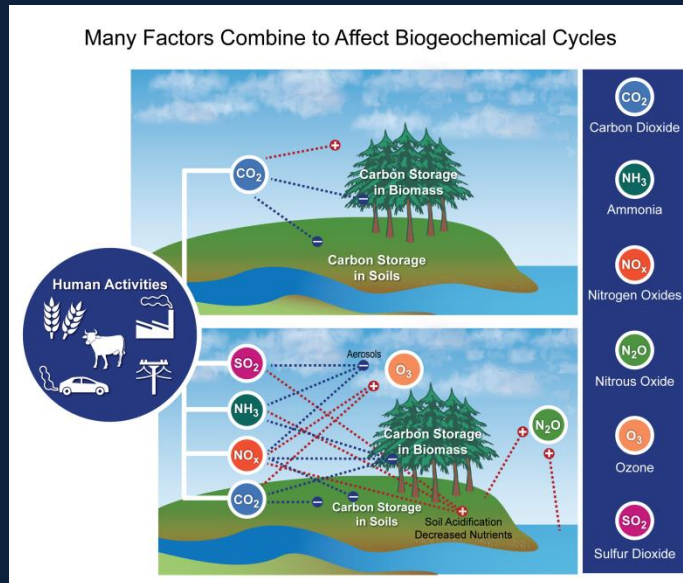 Many Factors Combine to Affect Biogeochemical Cycles
CO₂
Carbon Storage
in Biomass
Carbon Storage
in Soils
Human Activities
SO₂
NH₃
NOₓ
CO₂
Aerosols
O₃
Carbon Storage
in Biomass
N₂O
Carbon Storage
in Soils
Soil Acidification
Decreased Nutrients
CO₂
Carbon Dioxide
NH₃
Ammonia
NOₓ
Nitrogen Oxides
N₂O
Nitrous Oxide
O₃
Ozone
SO₂
Sulfur Dioxide